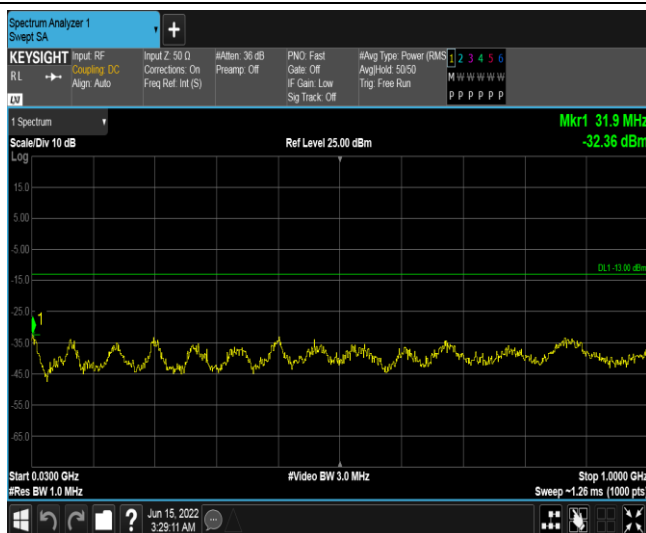 Spectrum Analyzer 1
Swept SA
+
KEYSIGHT
RL
LXI
Input: RF
Coupling: DC
Align: Auto
Input Z: 50 Ω
Corrections: On
Freq Ref: Int (S)
#Atten: 36 dB
Preamp: Off
PNO: Fast
Gate: Off
IF Gain: Low
Sig Track: Off
#Avg Type: Power (RMS
Avg|Hold: 50/50
Trig: Free Run
1 2 3 4 5 6
M W W W W W
P P P P P P
1 Spectrum
Scale/Div 10 dB
Ref Level 25.00 dBm
Mkr1 31.9 MHz
-32.36 dBm
Log
15.0
5.00
-5.00
DL1 -13.00 dBm
-15.0
-25.0
1
-35.0
-45.0
-55.0
-65.0
Start 0.0300 GHz
#Video BW 3.0 MHz
Stop 1.0000 GHz
#Res BW 1.0 MHz
Sweep ~1.26 ms (1000 pts)
?
Jun 15, 2022
3:29:11 AM